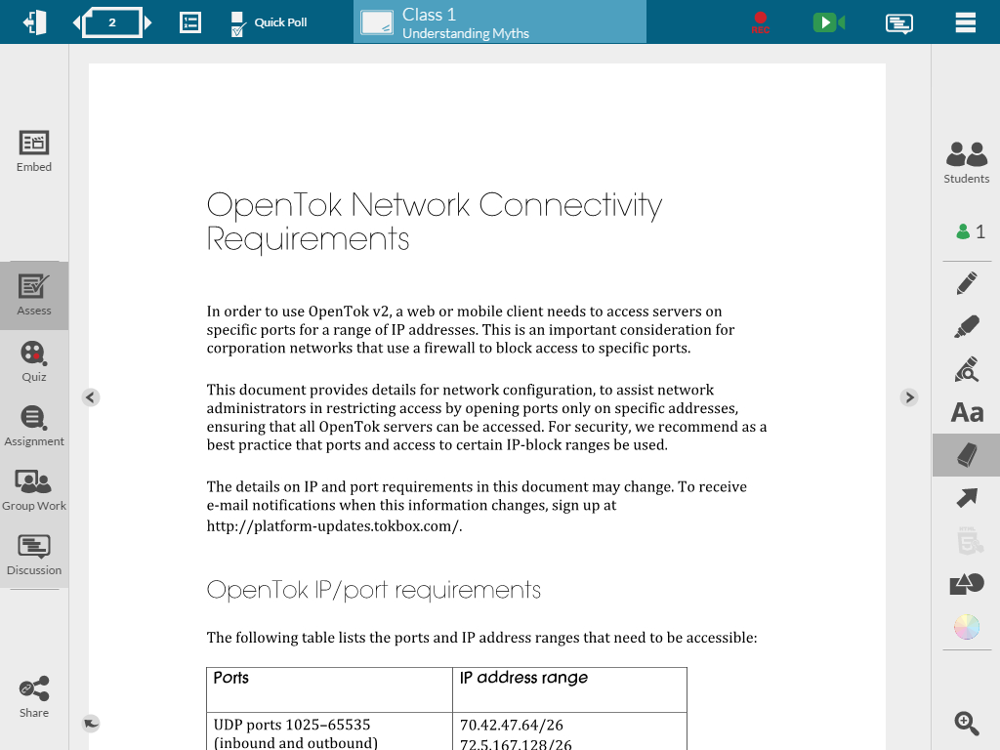 2
Quick Poll
Class 1
Understanding Myths
REC
Embed
Assess
Quiz
Assignment
Group Work
Discussion
Share
OpenTok Network Connectivity
Requirements
In order to use OpenTok v2, a web or mobile client needs to access servers on
specific ports for a range of IP addresses. This is an important consideration for
corporation networks that use a firewall to block access to specific ports.
This document provides details for network configuration, to assist network
administrators in restricting access by opening ports only on specific addresses,
ensuring that all OpenTok servers can be accessed. For security, we recommend as a
best practice that ports and access to certain IP-block ranges be used.
The details on IP and port requirements in this document may change. To receive
e-mail notifications when this information changes, sign up at
http://platform-updates.tokbox.com/.
OpenTok IP/port requirements
The following table lists the ports and IP address ranges that need to be accessible:
Ports
IP address range
UDP ports 1025–65535
(inbound and outbound)
70.42.47.64/26
72.5.167.128/26
Students
1
Aa
HTML
5